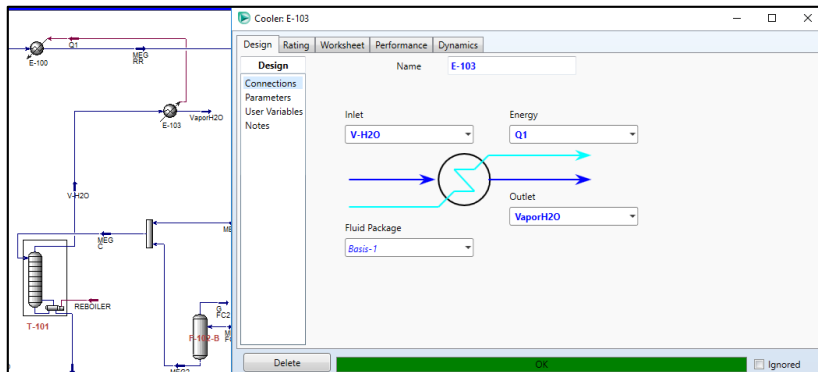 Cooler: E-103
Design Rating Worksheet Performance Dynamics
Design
Connections
Parameters
User Variables
Notes
Name E-103
Inlet
V-H2O
Energy
Q1
Outlet
VaporH2O
Fluid Package
Basis-1
Delete
OK
Ignored
Q1
E-100
MEG
RR
E-103
VaporH2O
V-H2O
MEG
C
REBOILER
T-101
G
FC2
MEG2